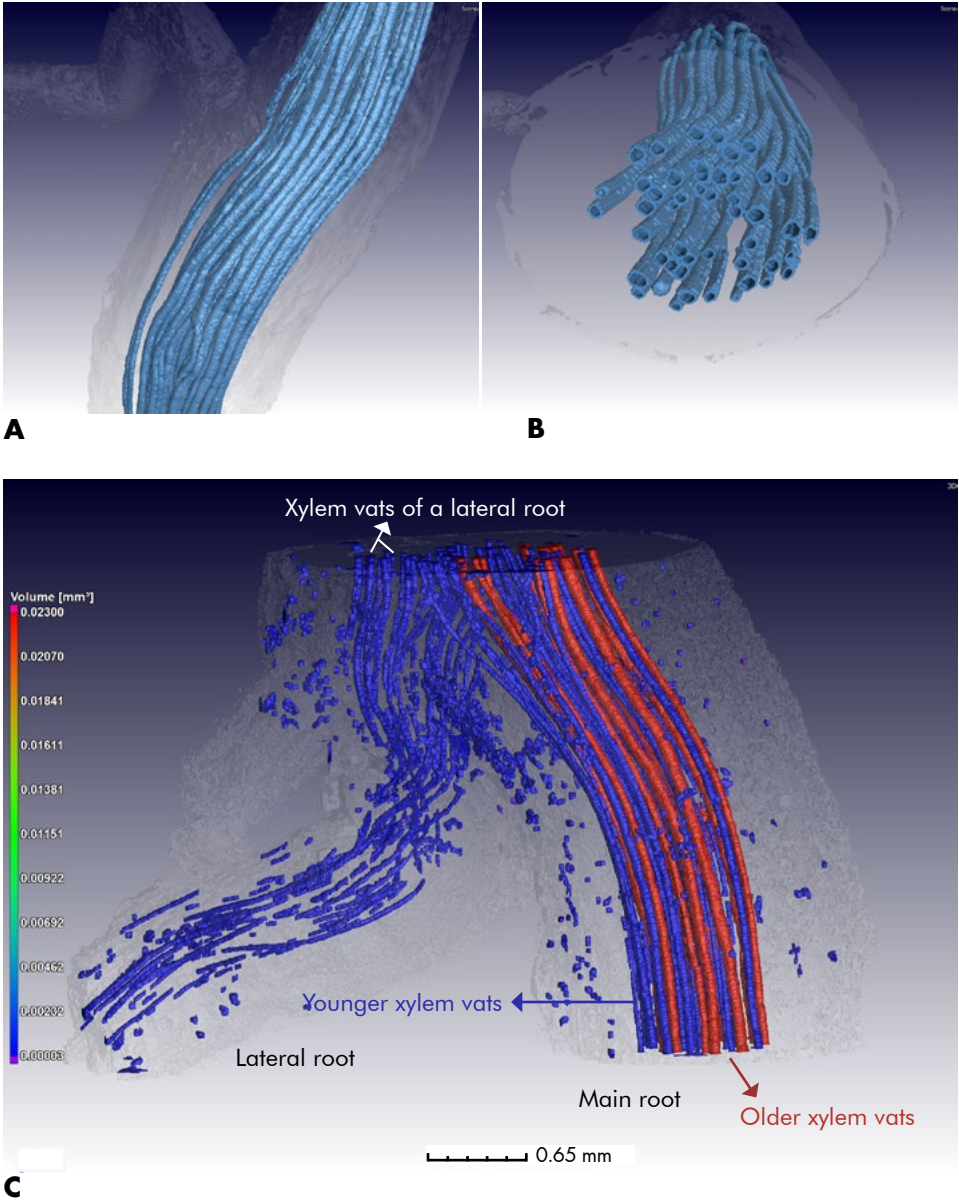 A
B
Xylem vats of a lateral root
Volume [mm³]
0.02300
0.02070
0.01841
0.01611
0.01381
0.01151
0.00922
0.00692
0.00462
0.00232
0.00003
Younger xylem vats
Lateral root
Main root
Older xylem vats
0.65 mm
C